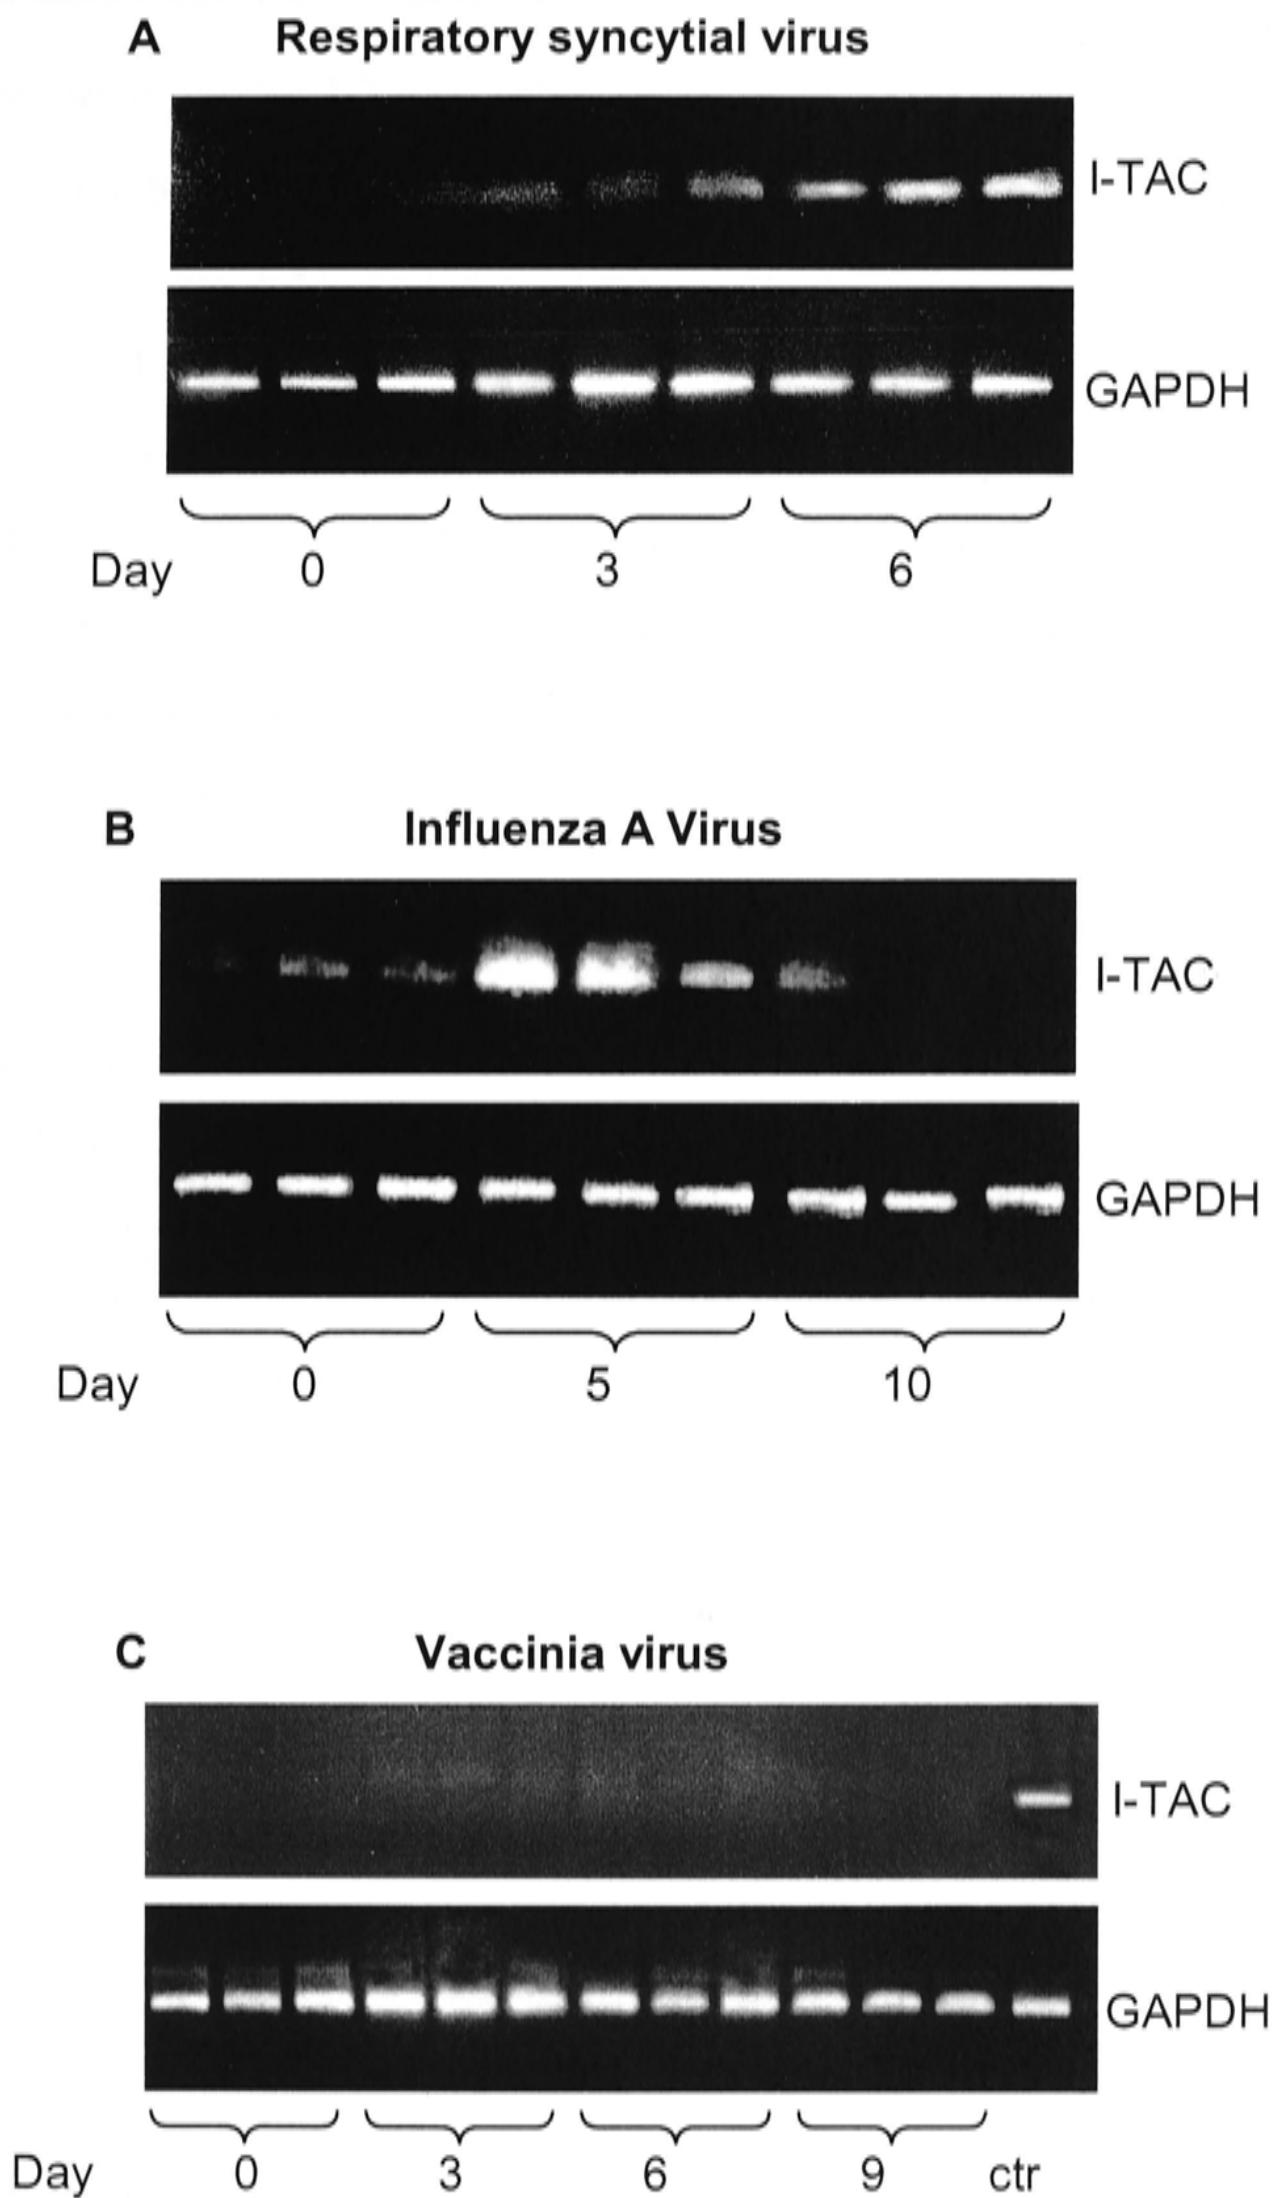 A Respiratory syncytial virus
I-TAC
GAPDH
Day 0 3 6
B Influenza A Virus
I-TAC
GAPDH
Day 0 5 10
C Vaccinia virus
I-TAC
GAPDH
Day 0 3 6 9 ctr